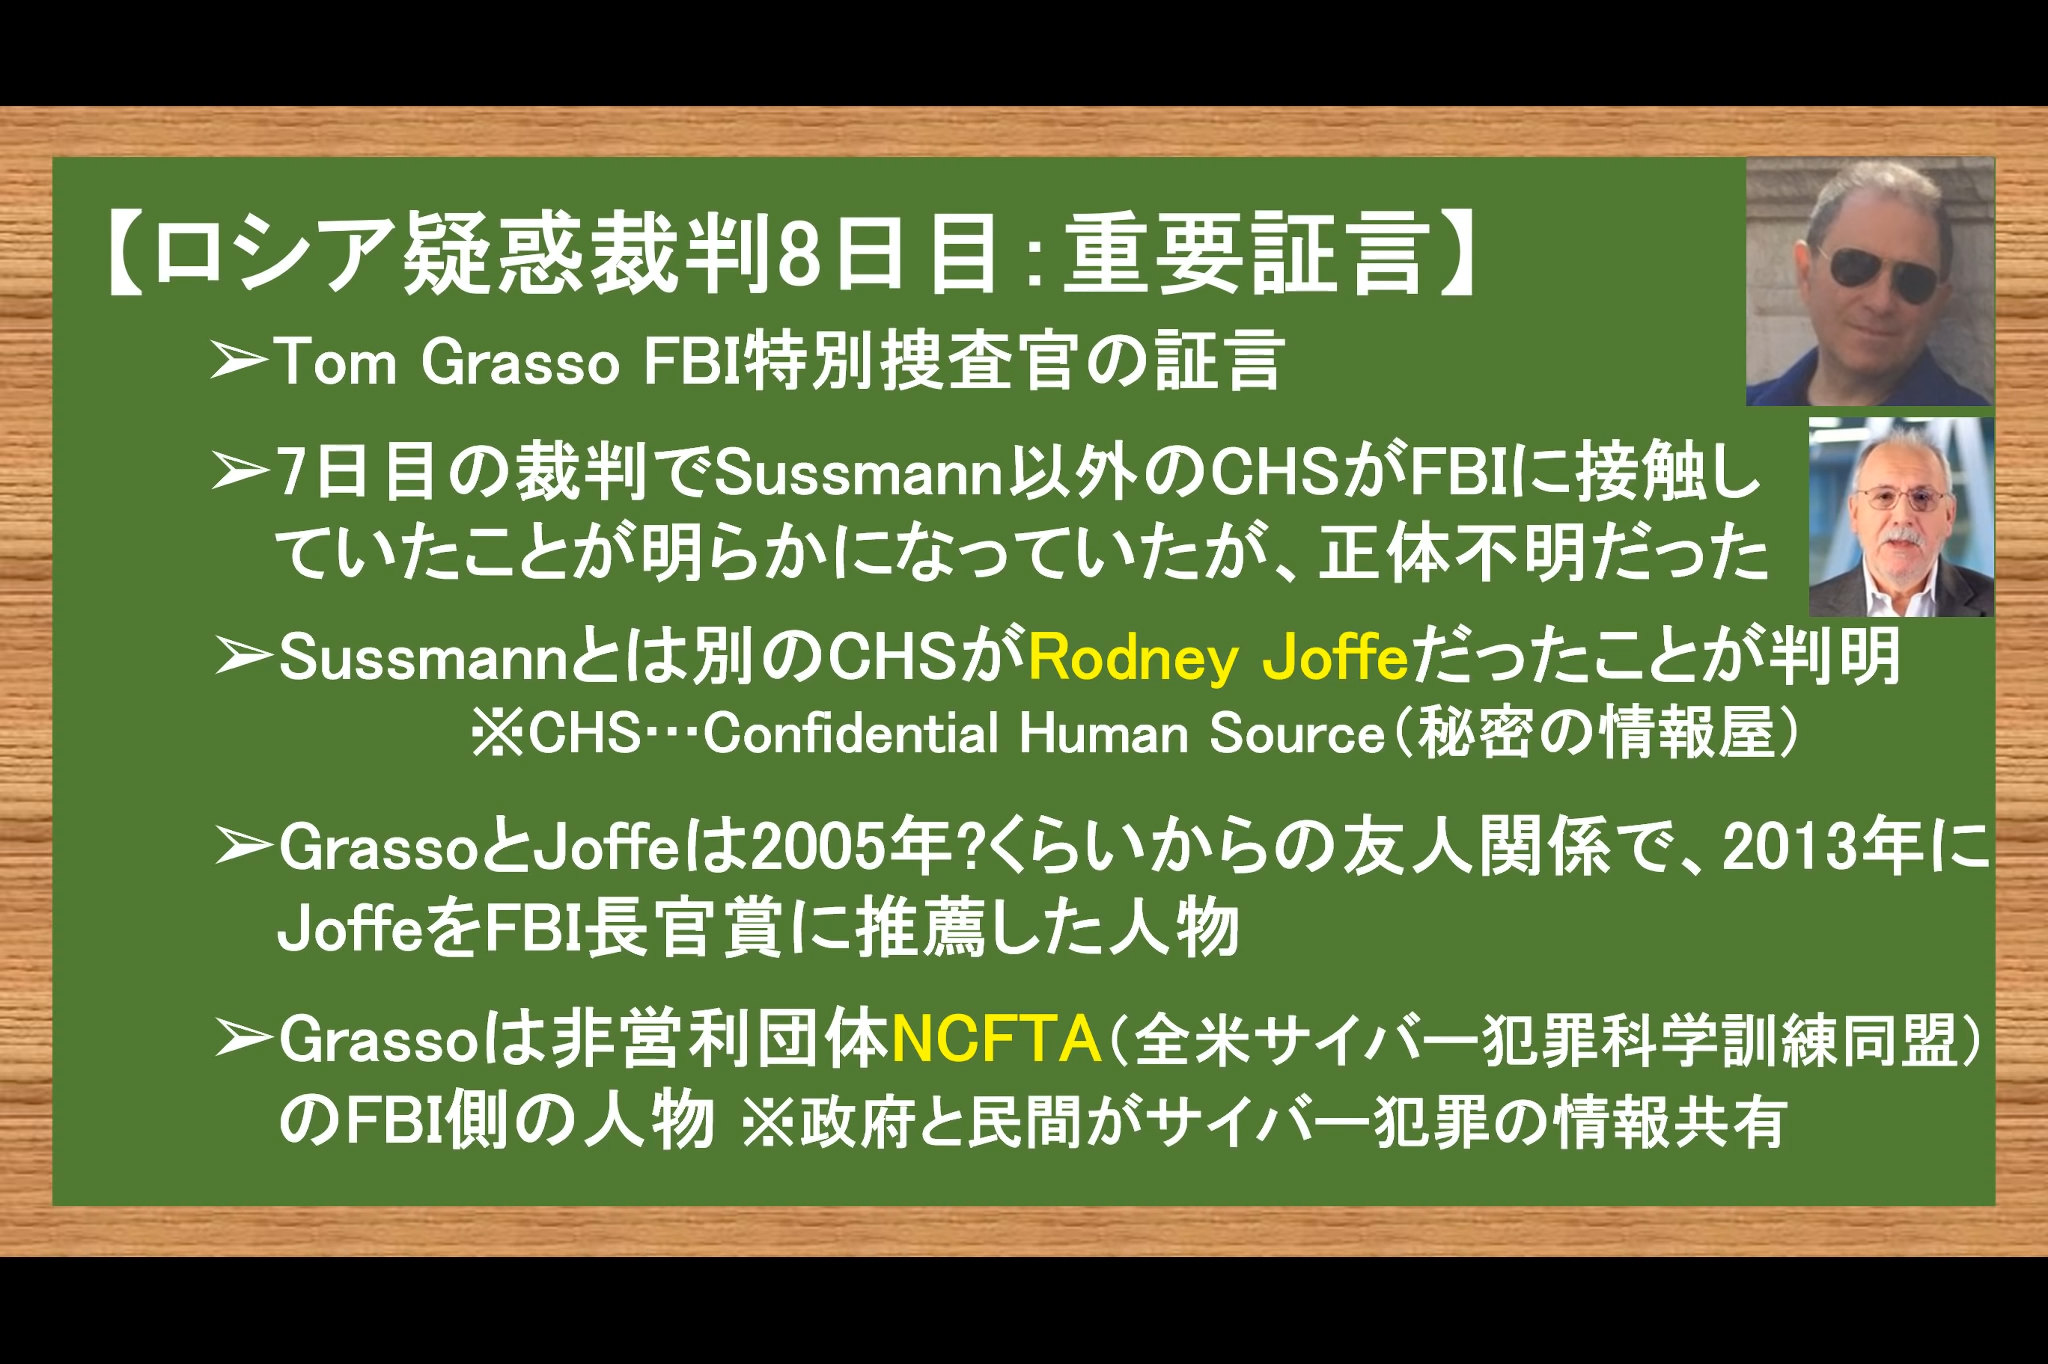 【ロシア疑惑裁判8日目：重要証言】
➢Tom Grasso FBI特別捜査官の証言
➢7日目の裁判でSussmann以外のCHSがFBIに接触し
ていたことが明らかになっていたが、正体不明だった
➢Sussmannとは別のCHSがRodney Joffeだったことが判明
※CHS…Confidential Human Source（秘密の情報屋）
➢GrassoとJoffeは2005年?くらいからの友人関係で、2013年に
JoffeをFBI長官賞に推薦した人物
➢Grassoは非営利団体NCFTA（全米サイバー犯罪科学訓練同盟）
のFBI側の人物 ※政府と民間がサイバー犯罪の情報共有